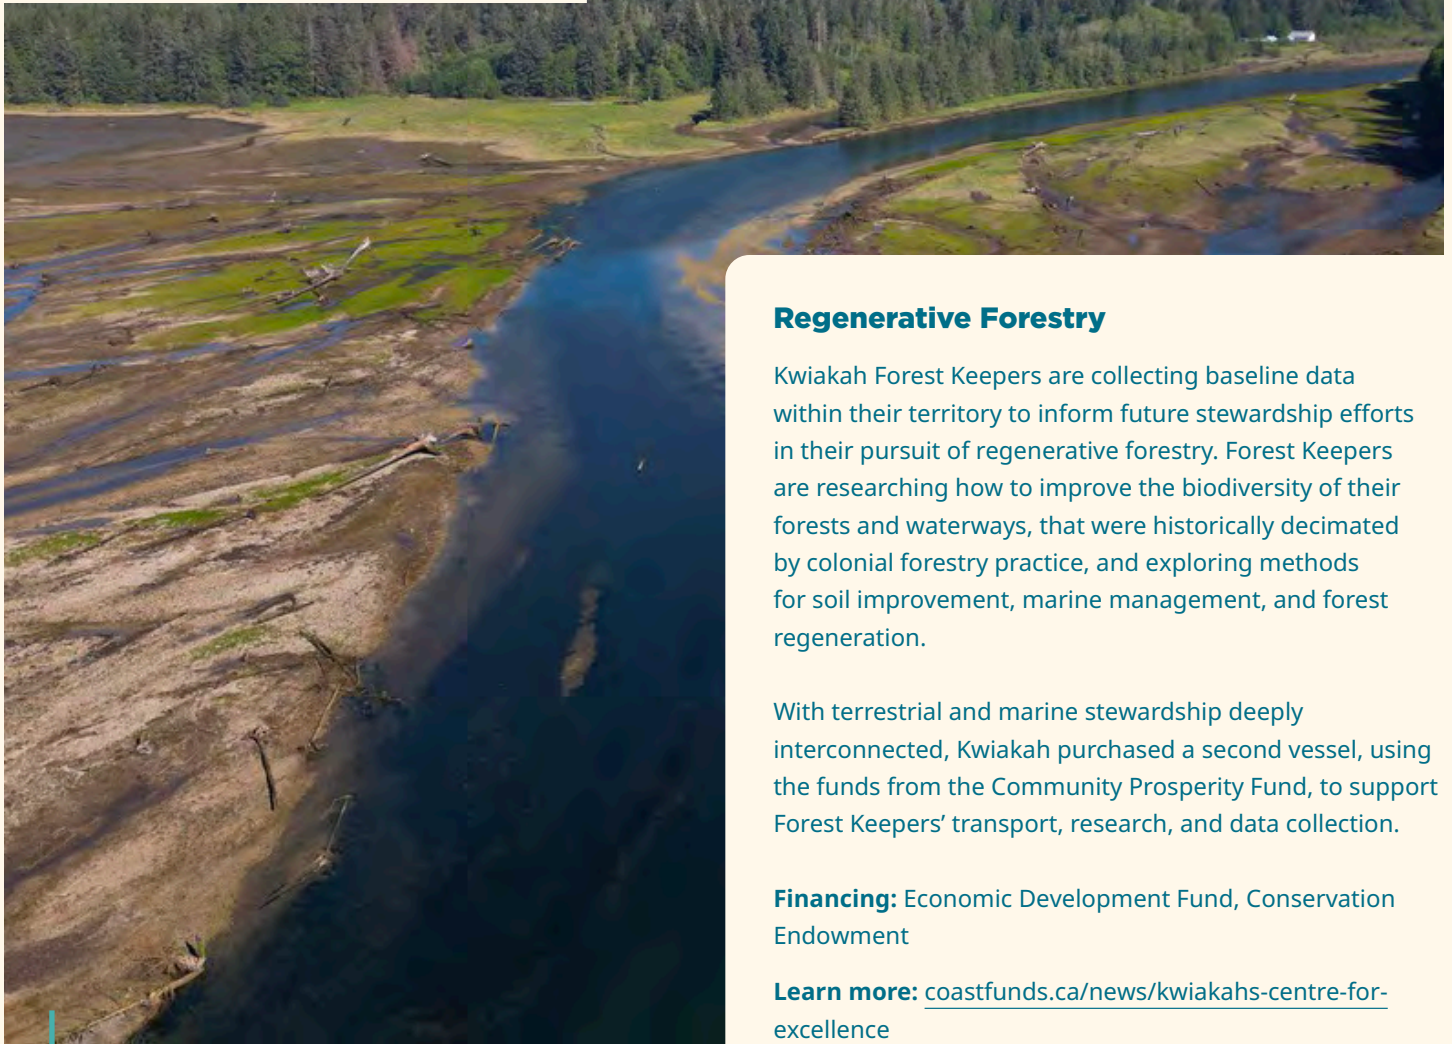 Regenerative Forestry
Kwiakah Forest Keepers are collecting baseline data
within their territory to inform future stewardship efforts
in their pursuit of regenerative forestry. Forest Keepers
are researching how to improve the biodiversity of their
forests and waterways, that were historically decimated
by colonial forestry practice, and exploring methods
for soil improvement, marine management, and forest
regeneration.
With terrestrial and marine stewardship deeply
interconnected, Kwiakah purchased a second vessel, using
the funds from the Community Prosperity Fund, to support
Forest Keepers’ transport, research, and data collection.
Financing: Economic Development Fund, Conservation
Endowment
Learn more: coastfunds.ca/news/kwiakahs-centre-for-
excellence